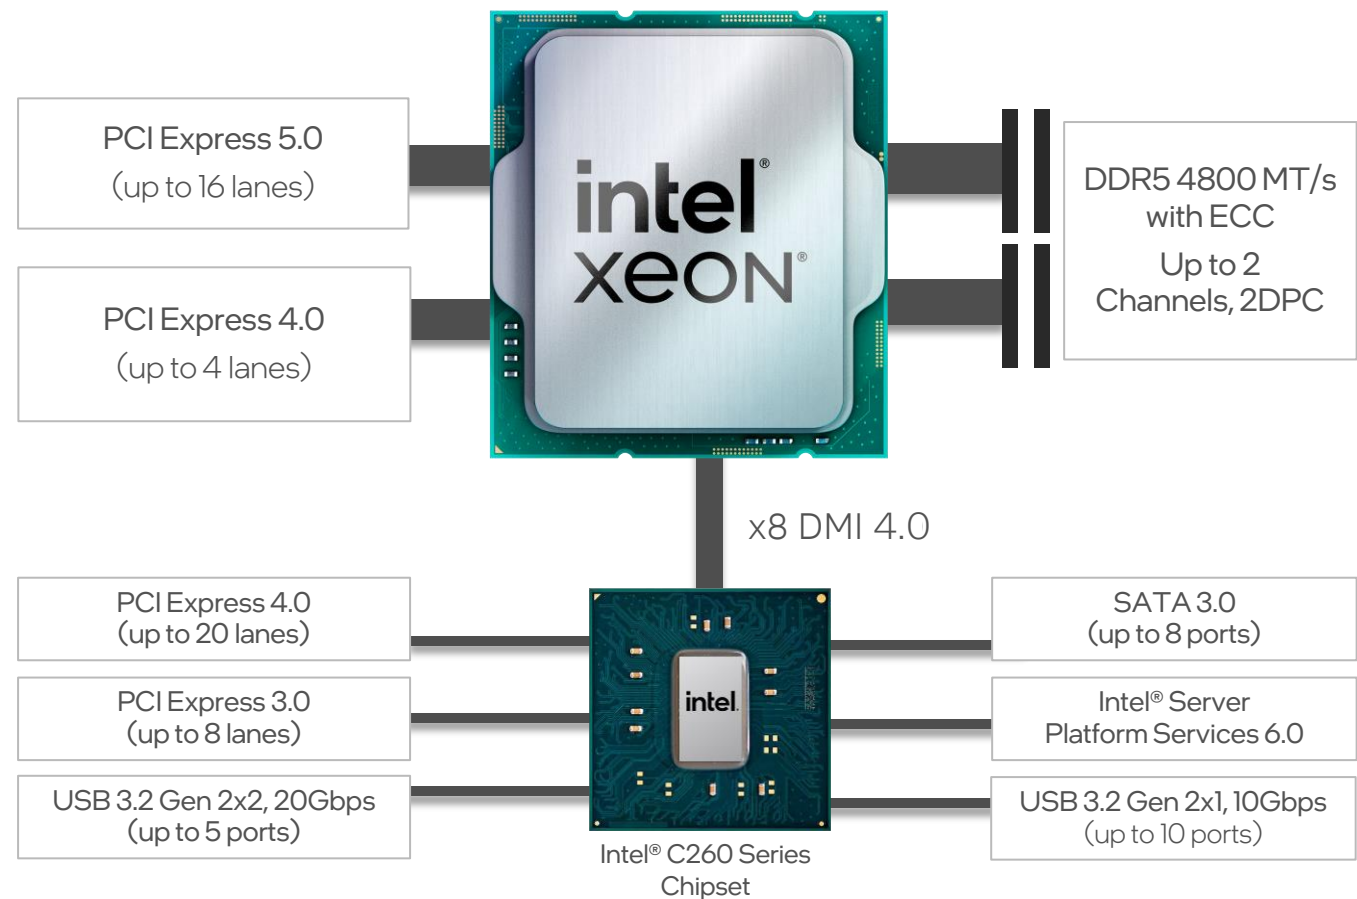 PCI Express 5.0
(up to 16 lanes)
PCI Express 4.0
(up to 4 lanes)
intel®
xeon®
DDR5 4800 MT/s
with ECC
Up to 2
Channels, 2DPC
x8 DMI 4.0
PCI Express 4.0
(up to 20 lanes)
PCI Express 3.0
(up to 8 lanes)
USB 3.2 Gen 2x2, 20Gbps
(up to 5 ports)
intel.
SATA 3.0
(up to 8 ports)
Intel® Server
Platform Services 6.0
USB 3.2 Gen 2x1, 10Gbps
(up to 10 ports)
Intel® C260 Series
Chipset